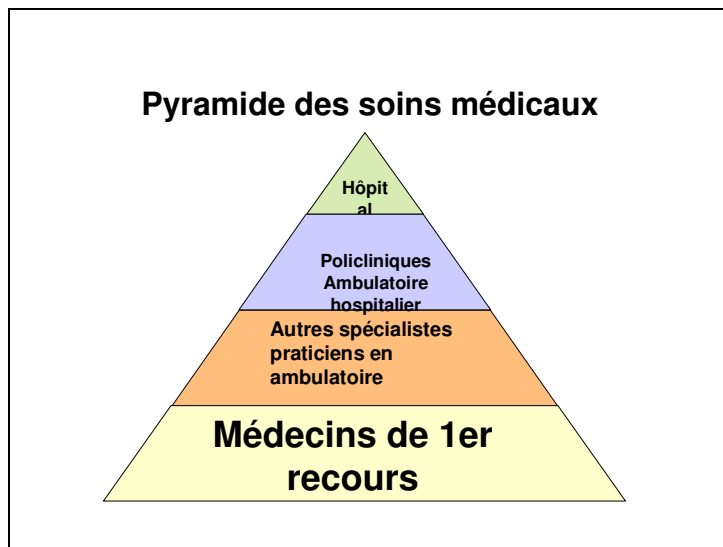 Pyramide des soins médicaux
Hôpit
al
Policliniques
Ambulatoire
hospitalier
Autres spécialistes
praticiens en
ambulatoire
Médecins de 1er
recours